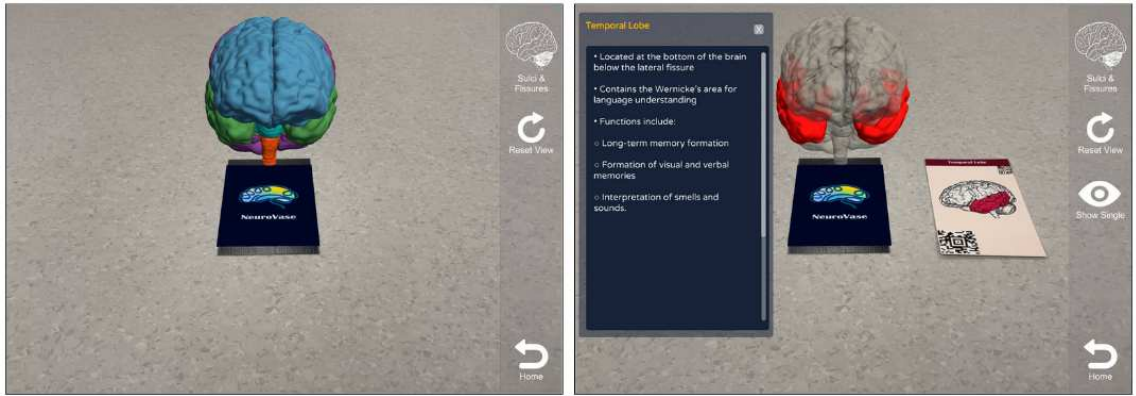 Sulci &
Fissures
Reset View
NeuroVase
Home
Temporal Lobe
X
• Located at the bottom of the brain
below the lateral fissure
• Contains the Wernicke's area for
language understanding
• Functions include:
○ Long-term memory formation
○ Formation of visual and verbal
memories
○ Interpretation of smells and
sounds.
NeuroVase
Temporal Lobe
Sulci &
Fissures
Reset View
Show Single
Home